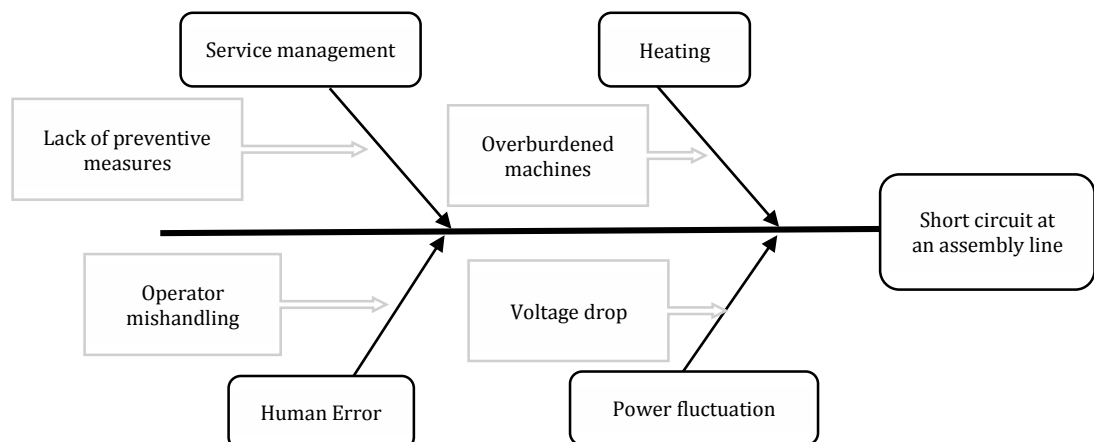 Service management
Heating
Lack of preventive
measures
Overburdened
machines
Short circuit at
an assembly line
Operator
mishandling
Voltage drop
Human Error
Power fluctuation